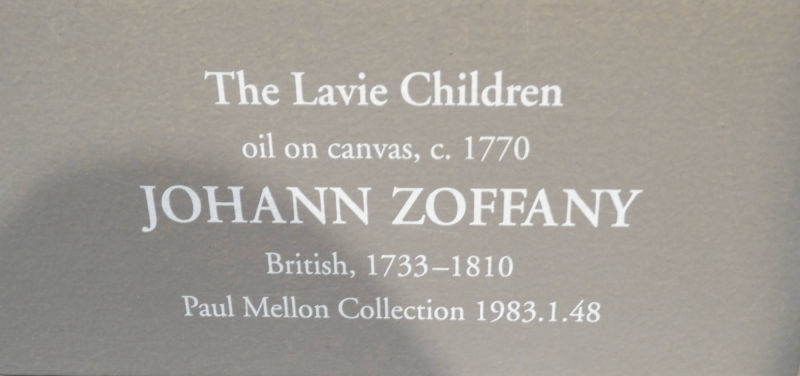 The Lavie Children
oil on canvas, c. 1770
JOHANN ZOFFANY
British, 1733–1810
Paul Mellon Collection 1983.1.48